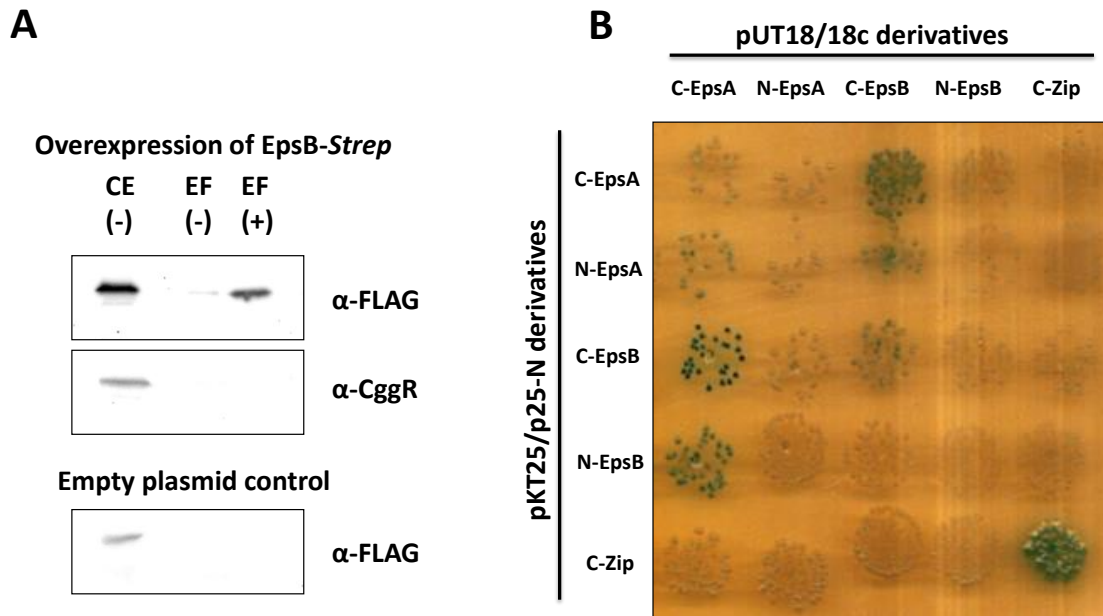 A
Overexpression of EpsB-Strep
CE EF EF
(-) (-) (+)
α-FLAG
α-CggR
Empty plasmid control
α-FLAG
B
pUT18/18c derivatives
C-EpsA N-EpsA C-EpsB N-EpsB C-Zip
pKT25/p25-N derivatives
C-EpsA
N-EpsA
C-EpsB
N-EpsB
C-Zip